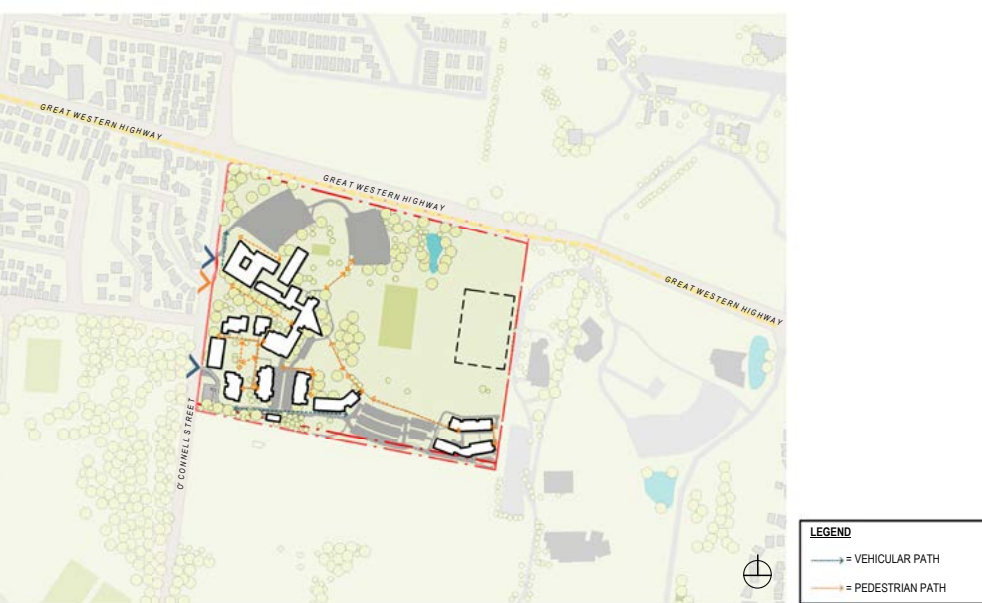 GREAT WESTERN HIGHWAY
GREAT WESTERN HIGHWAY
GREAT WESTERN HIGHWAY
O'CONNELL STREET
LEGEND
= VEHICULAR PATH
= PEDESTRIAN PATH